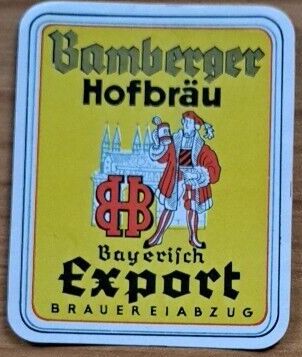 Bamberger
Hofbräu
HB
Bayerisch
Export
BRAUEREIABZUG